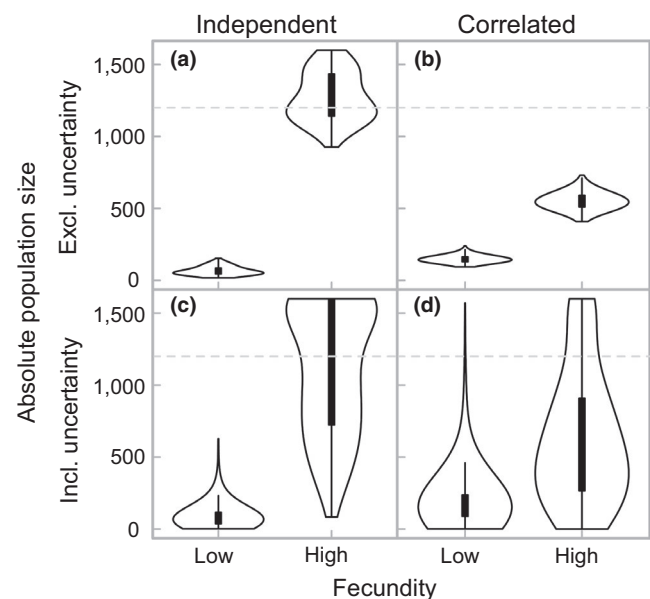 Independent
Correlated
Absolute population size
Excl. uncertainty
(a)
(b)
1,500
1,000
500
0
Incl. uncertainty
(c)
(d)
1,500
1,000
500
0
Low
High
Low
High
Fecundity